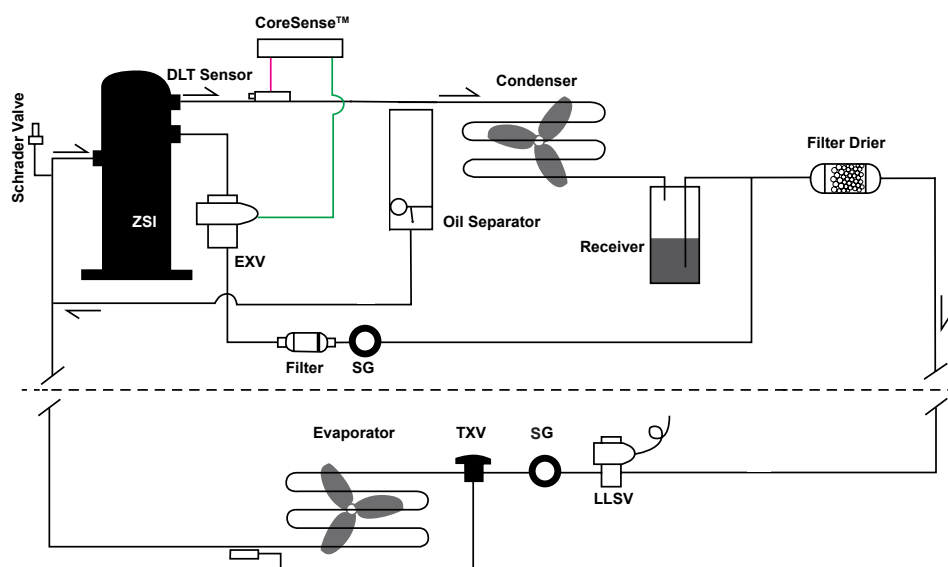 CoreSense™
DLT Sensor
Condenser
Schrader Valve
Filter Drier
ZSI
Oil Separator
Receiver
EXV
Filter
SG
Evaporator
TXV
SG
LLSV